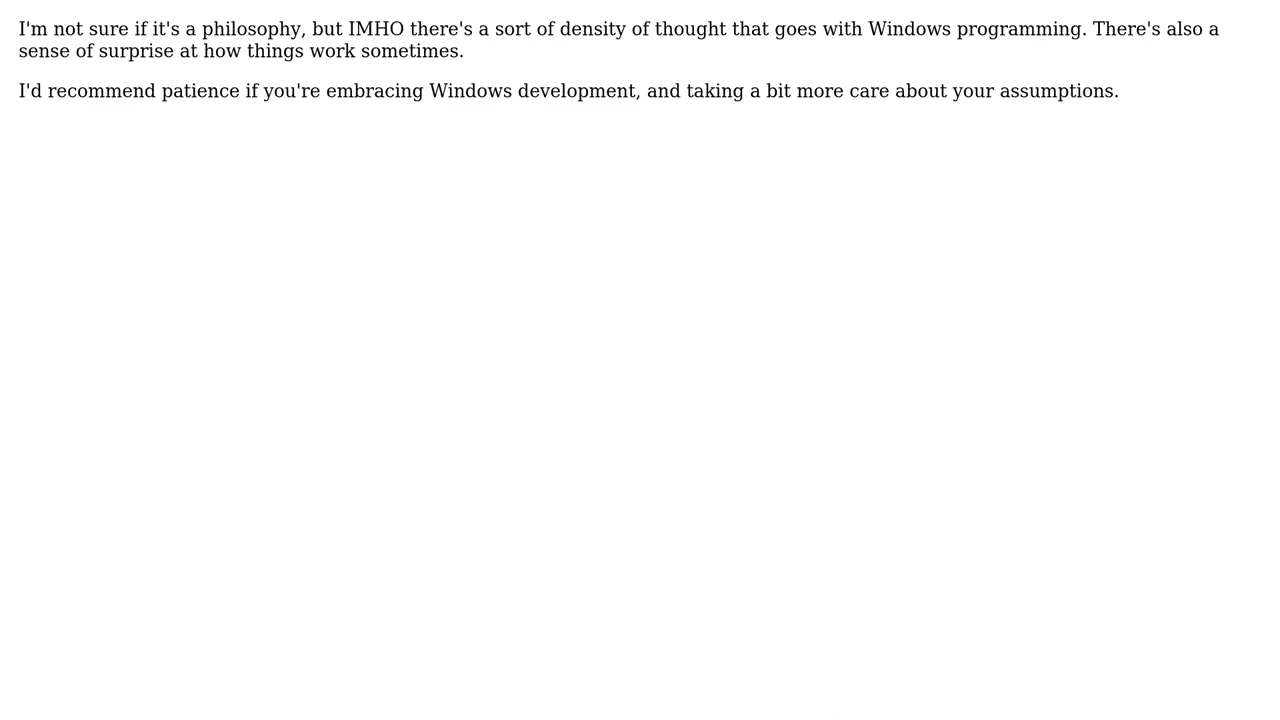 I'm not sure if it's a philosophy, but IMHO there's a sort of density of thought that goes with Windows programming. There's also a
sense of surprise at how things work sometimes.
I'd recommend patience if you're embracing Windows development, and taking a bit more care about your assumptions.